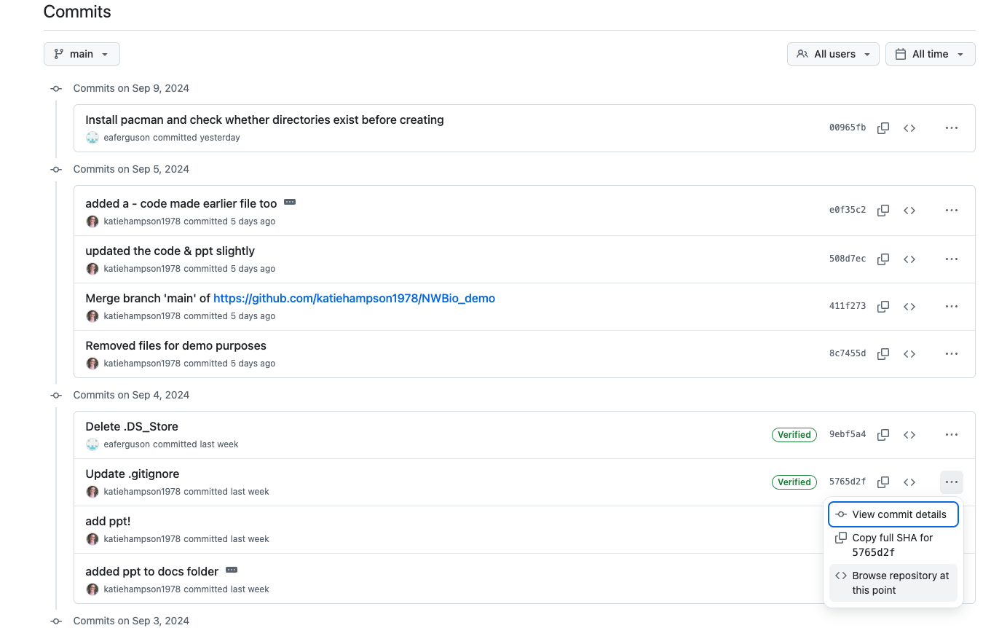 Commits
main
All users
All time
Commits on Sep 9, 2024
Install pacman and check whether directories exist before creating
eaferguson committed yesterday
00965fb
Commits on Sep 5, 2024
added a - code made earlier file too
katiehampson1978 committed 5 days ago
e0f35c2
updated the code & ppt slightly
katiehampson1978 committed 5 days ago
508d7ec
Merge branch 'main' of https://github.com/katiehampson1978/NWBio_demo
katiehampson1978 committed 5 days ago
411f273
Removed files for demo purposes
katiehampson1978 committed 5 days ago
8c7455d
Commits on Sep 4, 2024
Delete .DS_Store
eaferguson committed last week
Verified 9ebf5a4
Update .gitignore
katiehampson1978 committed last week
Verified 5765d2f
add ppt!
katiehampson1978 committed last week
added ppt to docs folder
katiehampson1978 committed last week
View commit details
Copy full SHA for
5765d2f
Browse repository at
this point
Commits on Sep 3, 2024